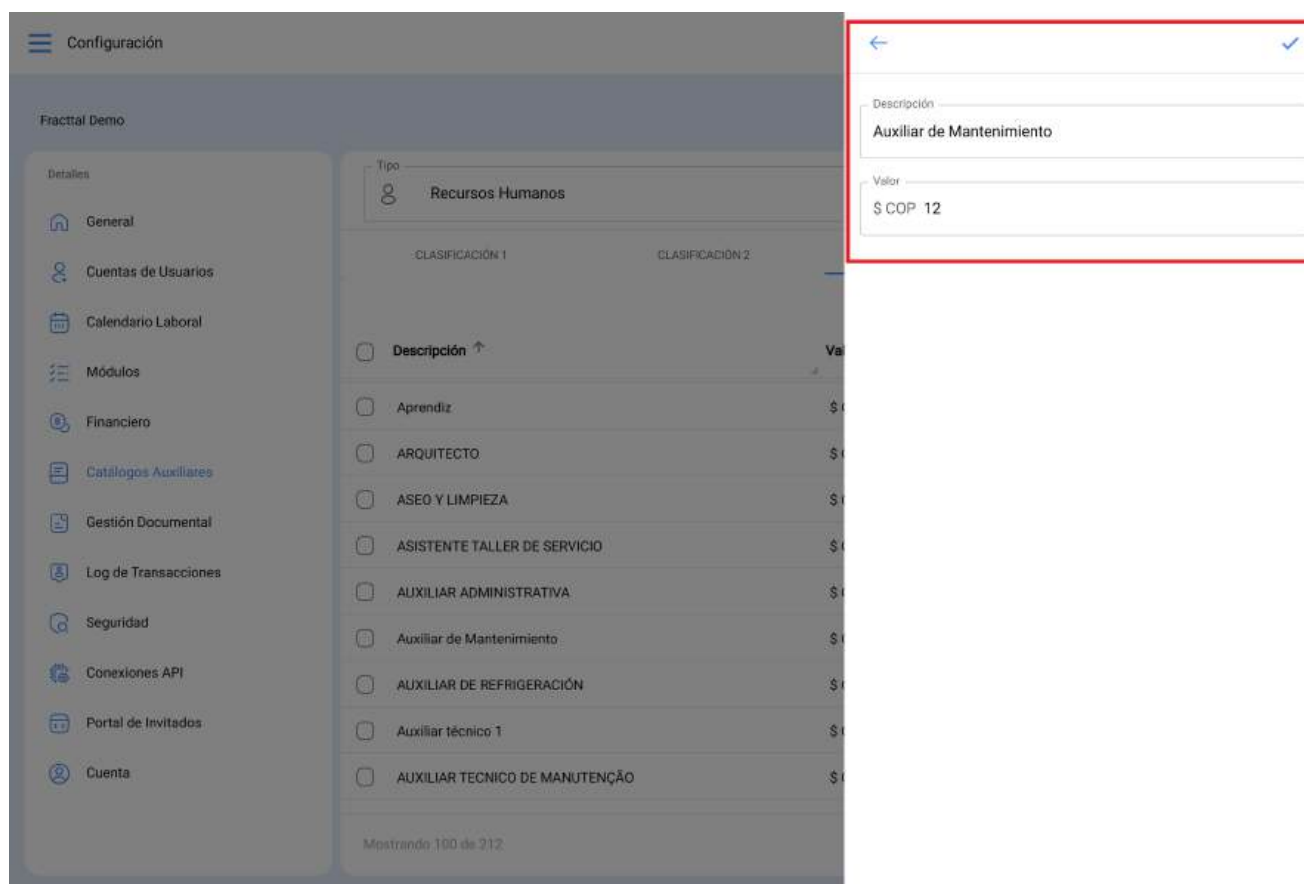 Configuración
Fracttal Demo
Detalles
General
Cuentas de Usuarios
Calendario Laboral
Módulos
Financiero
Catálogos Auxiliares
Gestión Documental
Log de Transacciones
Seguridad
Conexiones API
Portal de Invitados
Cuenta
Tipo
Recursos Humanos
CLASIFICACIÓN 1 CLASIFICACIÓN 2
Descripción
Aprendiz $
ARQUITECTO $
ASEO Y LIMPIEZA $
ASISTENTE TALLER DE SERVICIO $
AUXILIAR ADMINISTRATIVA $
Auxiliar de Mantenimiento $
AUXILIAR DE REFRIGERACIÓN $
Auxiliar técnico 1 $
AUXILIAR TECNICO DE MANUTENÇÃO $
Mostrando 100 de 212
Descripción
Auxiliar de Mantenimiento
Valor
$ COP 12